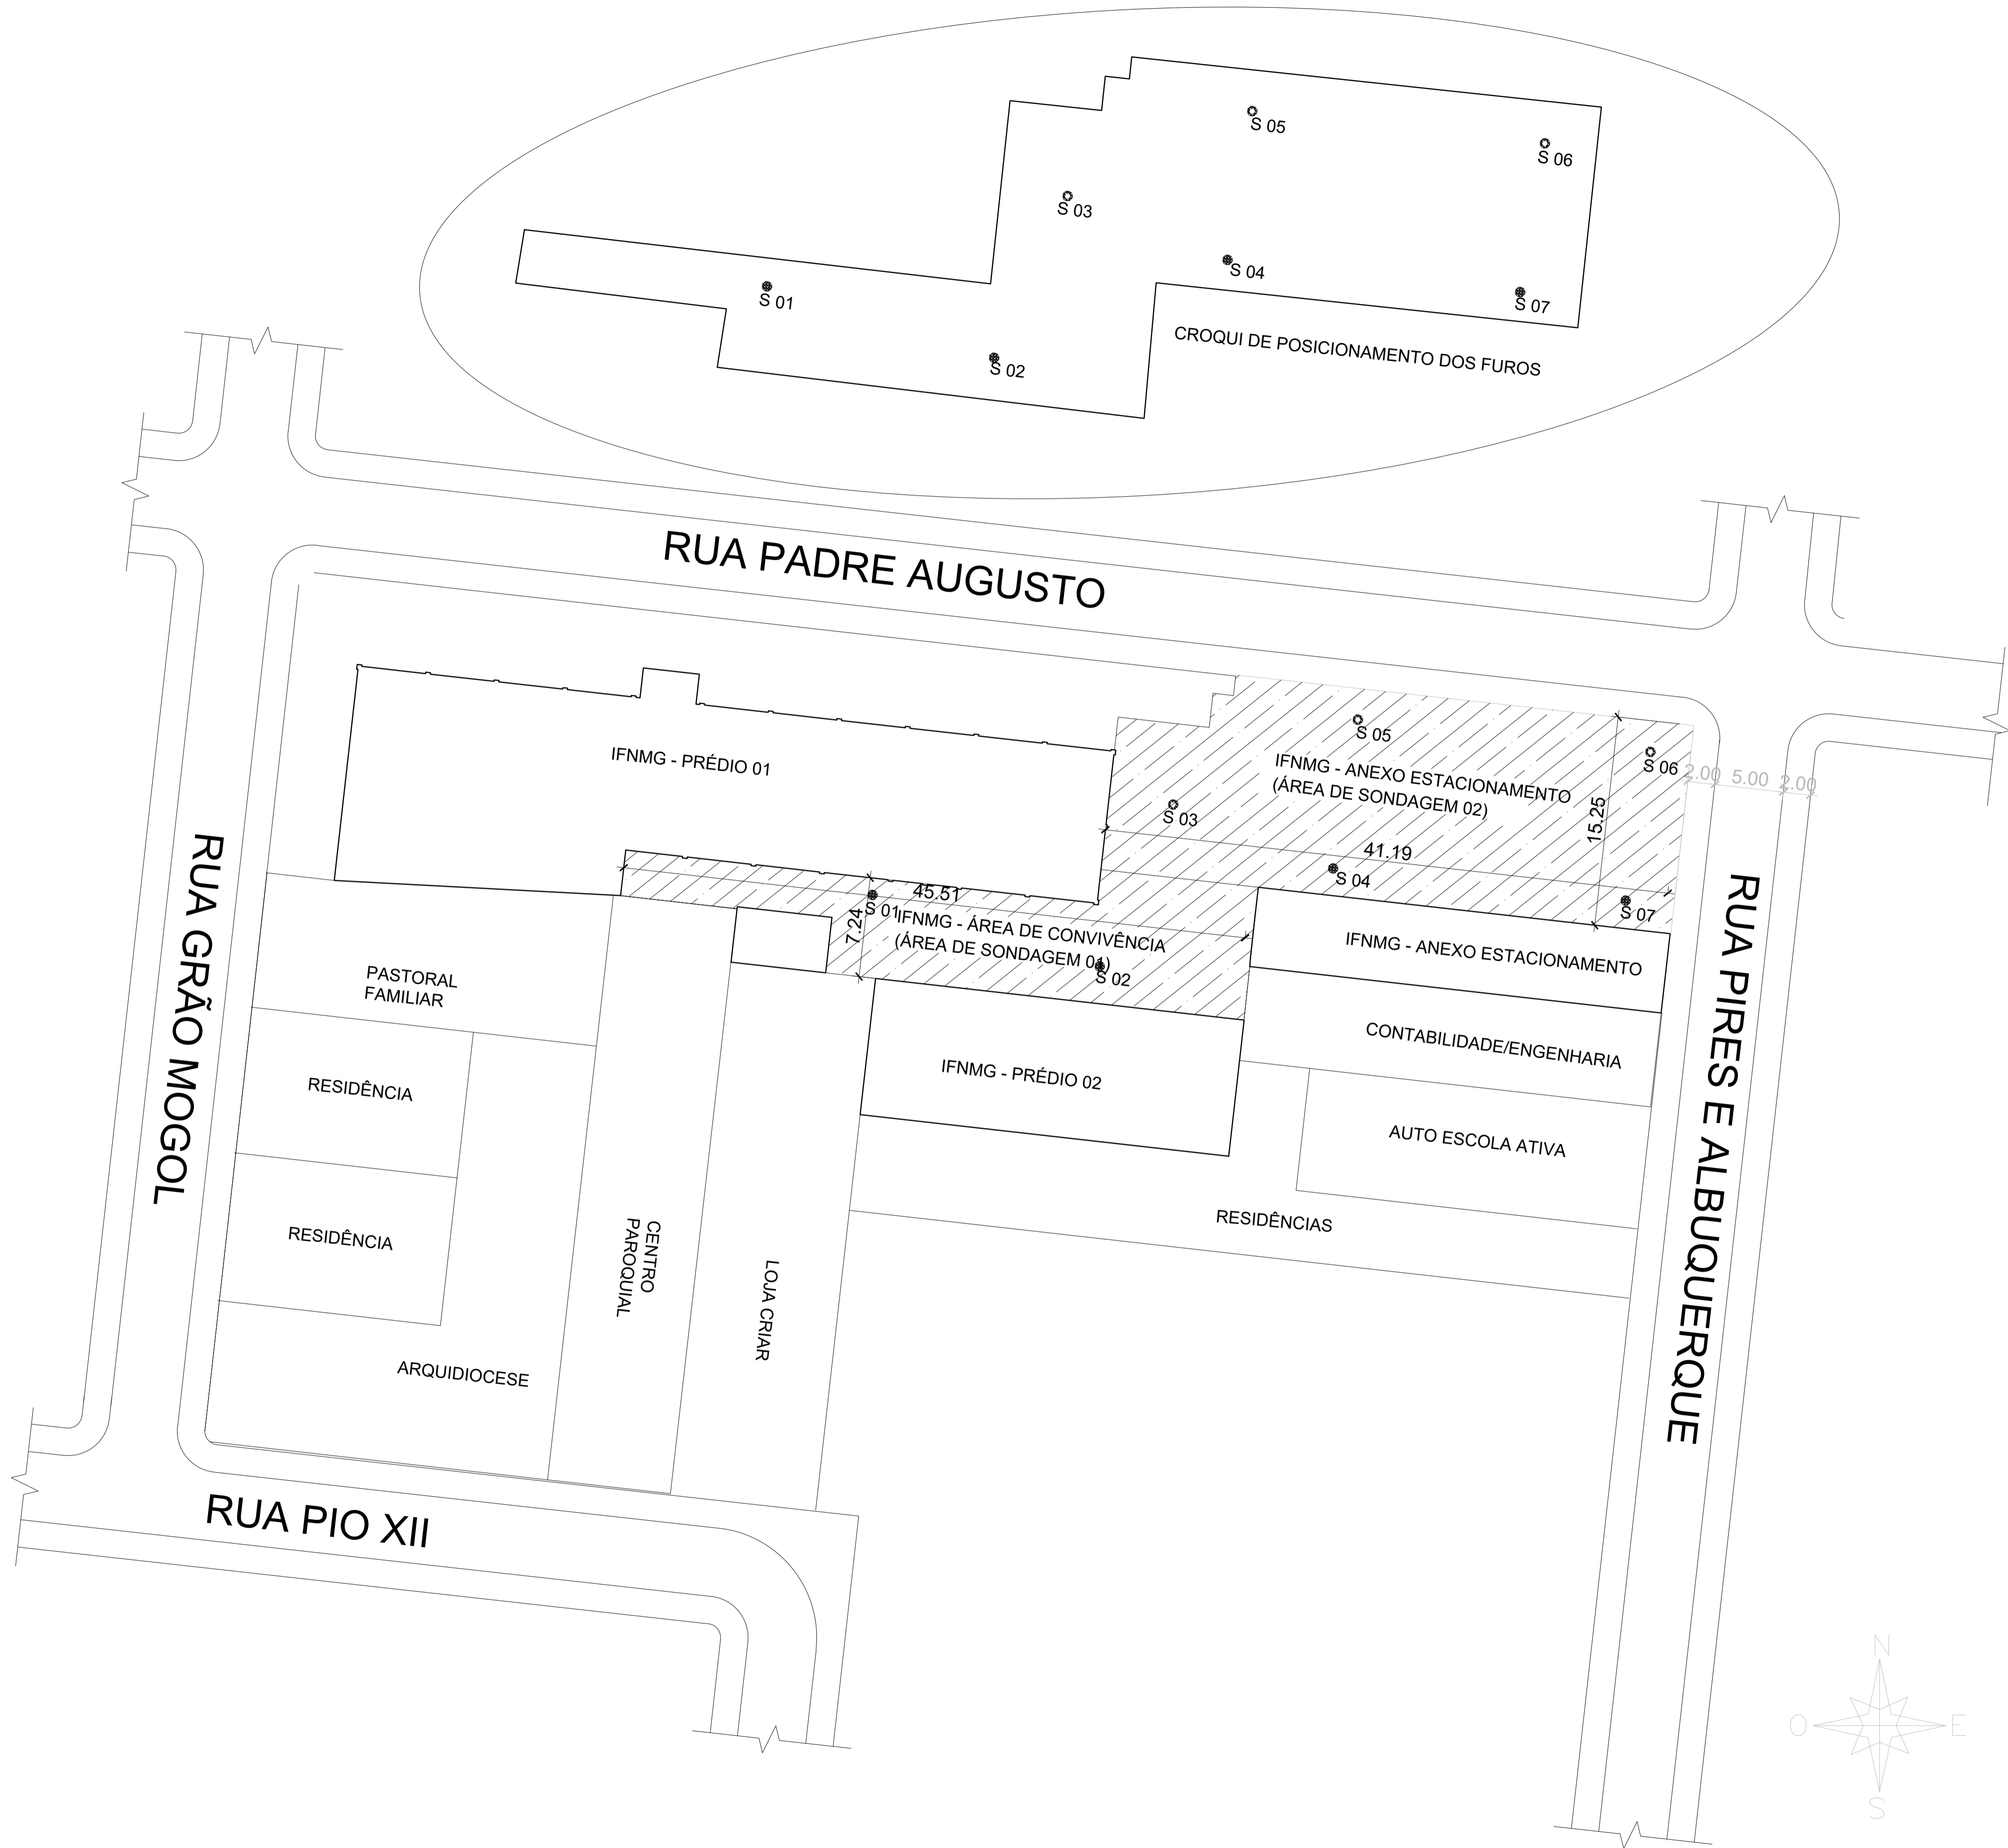 S 05
S 06
S 03
S 04
S 01
S 07
S 02
CROQUI DE POSICIONAMENTO DOS FUROS
RUA PADRE AUGUSTO
IFNMG - PRÉDIO 01
S 05
IFNMG - ANEXO ESTACIONAMENTO
(ÁREA DE SONDAGEM 02)
S 06
2.00 5.00 2.00
S 03
15.25
41.19
S 04
45.51
S 01
7.24
IFNMG - ÁREA DE CONVIVÊNCIA
(ÁREA DE SONDAGEM 01)
S 02
S 07
IFNMG - ANEXO ESTACIONAMENTO
RUA GRÃO MOGOL
PASTORAL
FAMILIAR
CONTABILIDADE/ENGENHARIA
RUA PIRES E ALBUQUERQUE
IFNMG - PRÉDIO 02
RESIDÊNCIA
AUTO ESCOLA ATIVA
RESIDÊNCIA
CENTRO
PAROQUIAL
RESIDÊNCIAS
LOJA CRIAR
ARQUIDIOCESE
RUA PIO XII
N
O
E
S